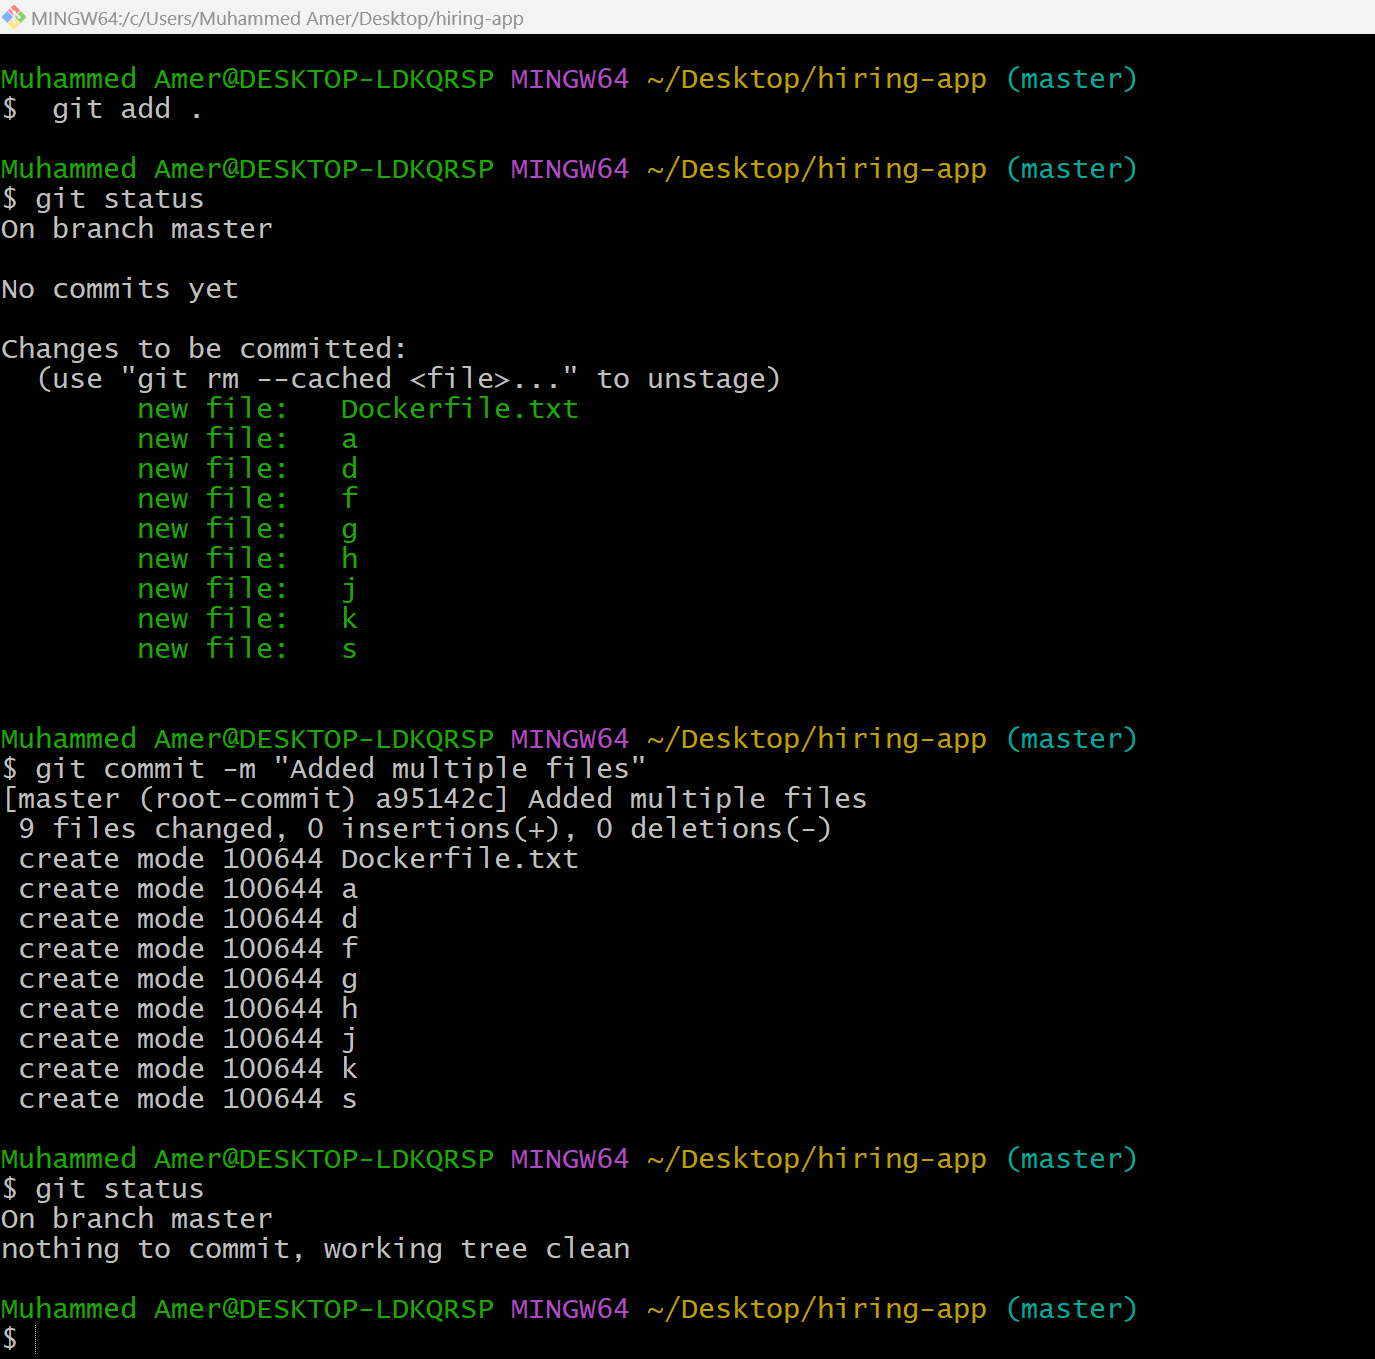 MINGW64:/c/Users/Muhammed Amer/Desktop/hiring-app
Muhammed Amer@DESKTOP-LDKQRSP MINGW64 ~/Desktop/hiring-app (master)
$  git add .
Muhammed Amer@DESKTOP-LDKQRSP MINGW64 ~/Desktop/hiring-app (master)
$ git status
On branch master
No commits yet
Changes to be committed:
  (use "git rm --cached <file>..." to unstage)
        new file:   Dockerfile.txt
        new file:   a
        new file:   d
        new file:   f
        new file:   g
        new file:   h
        new file:   j
        new file:   k
        new file:   s
Muhammed Amer@DESKTOP-LDKQRSP MINGW64 ~/Desktop/hiring-app (master)
$ git commit -m "Added multiple files"
[master (root-commit) a95142c] Added multiple files
 9 files changed, 0 insertions(+), 0 deletions(-)
 create mode 100644 Dockerfile.txt
 create mode 100644 a
 create mode 100644 d
 create mode 100644 f
 create mode 100644 g
 create mode 100644 h
 create mode 100644 j
 create mode 100644 k
 create mode 100644 s
Muhammed Amer@DESKTOP-LDKQRSP MINGW64 ~/Desktop/hiring-app (master)
$ git status
On branch master
nothing to commit, working tree clean
Muhammed Amer@DESKTOP-LDKQRSP MINGW64 ~/Desktop/hiring-app (master)
$